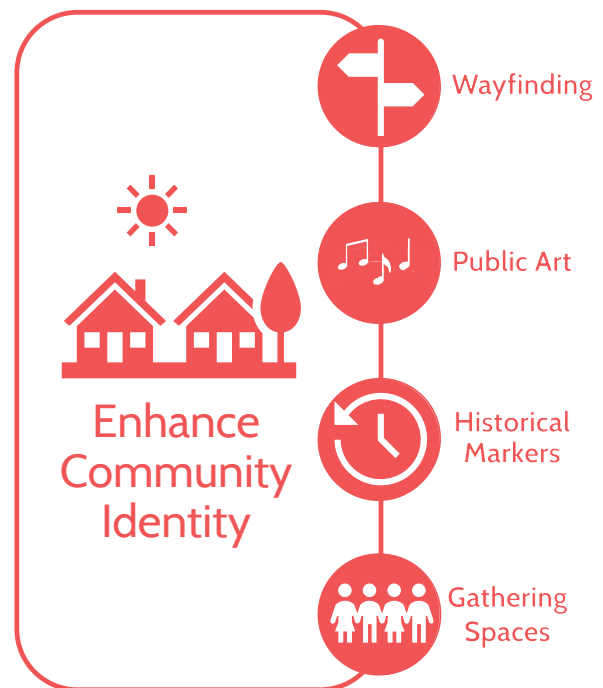 Wayfinding
Public Art
Enhance
Community
Identity
Historical
Markers
Gathering
Spaces